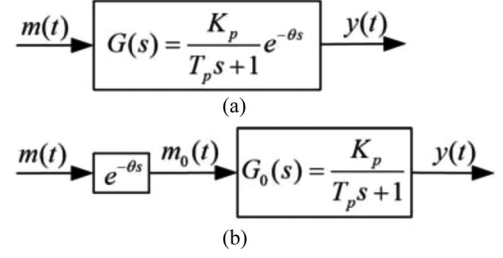 m(t) G(s) = K_p / (T_p s + 1) e^{-θs} y(t)
(a)
m(t) e^{-θs} m_0(t) G_0(s) = K_p / (T_p s + 1) y(t)
(b)